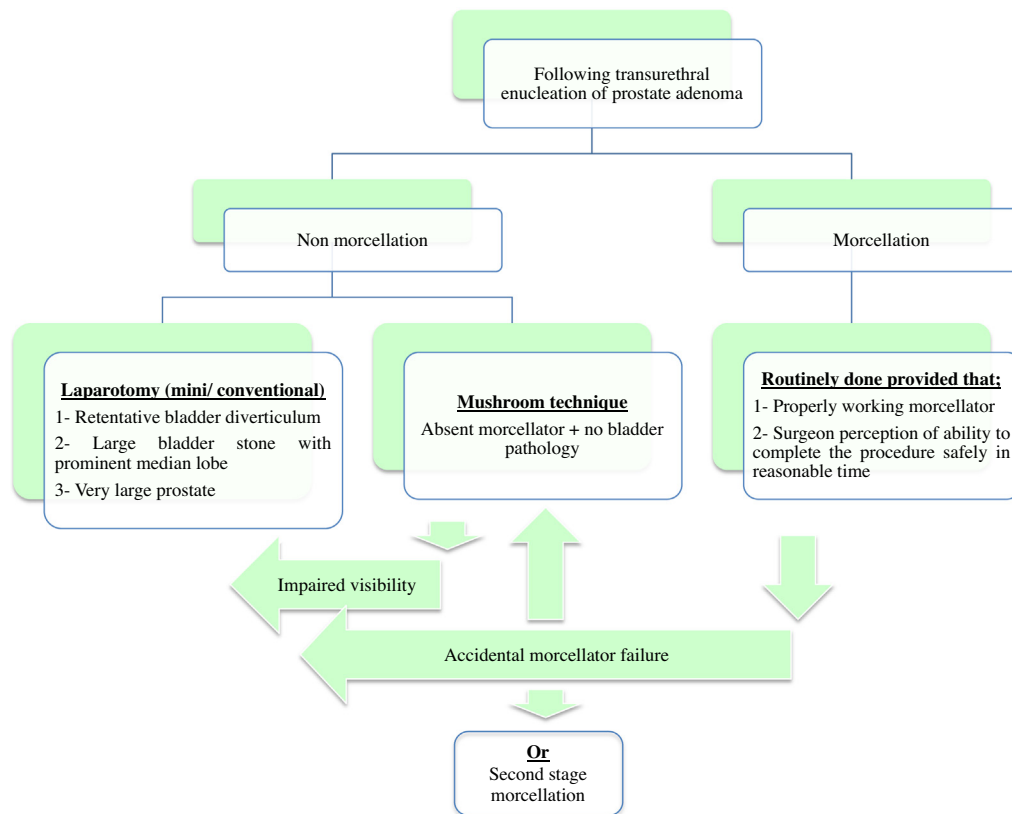 Following transurethral
enucleation of prostate adenoma
Non morcellation
Morcellation
Laparotomy (mini/ conventional)
1- Retentative bladder diverticulum
2- Large bladder stone with
prominent median lobe
3- Very large prostate
Mushroom technique
Absent morcellator + no bladder
pathology
Routinely done provided that;
1- Properly working morcellator
2- Surgeon perception of ability to
complete the procedure safely in
reasonable time
Impaired visibility
Accidental morcellator failure
Or
Second stage
morcellation